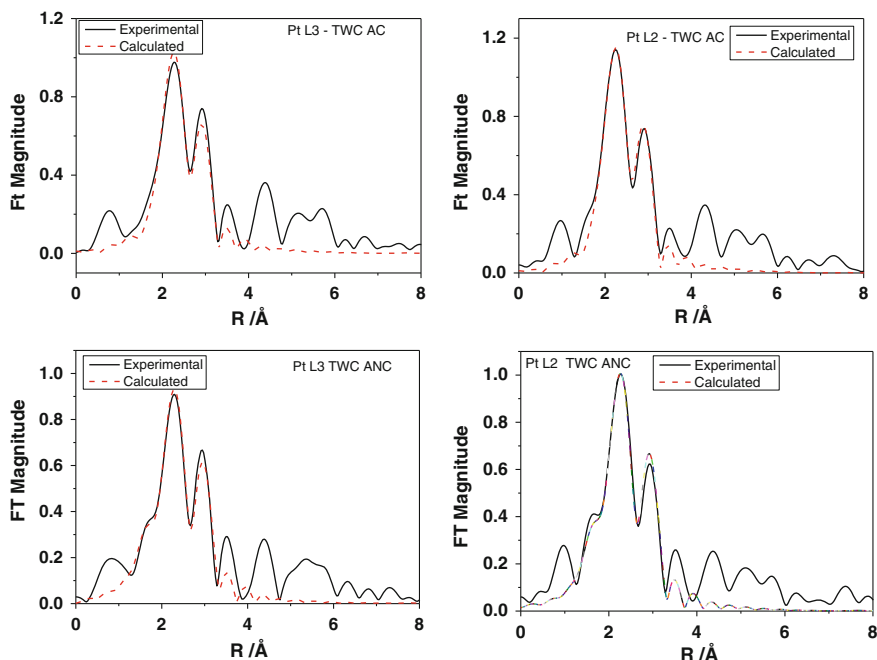 Experimental
Calculated
Pt L3 - TWC AC
Ft Magnitude
1.2
0.8
0.4
0.0
0 2 4 6 8
R /Å
Pt L2 - TWC AC
Experimental
Calculated
Ft Magnitude
1.2
0.8
0.4
0.0
0 2 4 6 8
R /Å
Experimental
Calculated
Pt L3 TWC ANC
FT Magnitude
1.0
0.8
0.6
0.4
0.2
0.0
0 2 4 6 8
R /Å
Pt L2 TWC ANC
Experimental
Calculated
FT Magnitude
1.0
0.8
0.6
0.4
0.2
0.0
0 2 4 6 8
R /Å